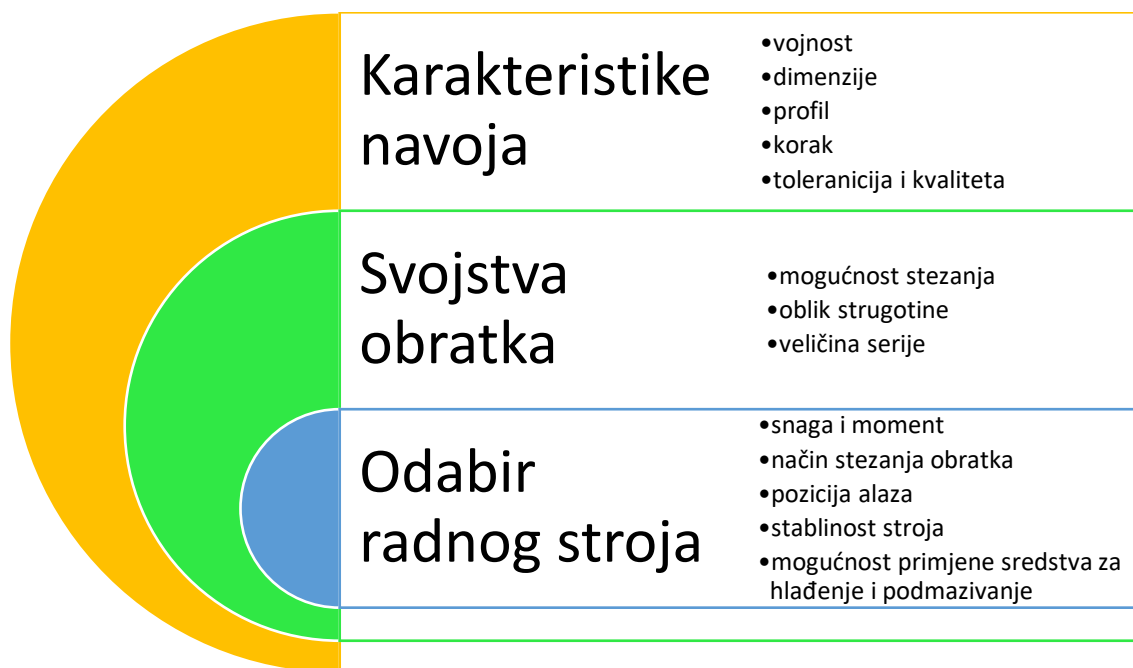 Karakteristike
navoja
•vojnost
•dimenzije
•profil
•korak
•toleranicija i kvaliteta
Svojstva
obratka
•mogućnost stezanja
•oblik strugotine
•veličina serije
Odabir
radnog stroja
•snaga i moment
•način stezanja obratka
•pozicija alaza
•stablinost stroja
•mogućnost primjene sredstva za
hlađenje i podmazivanje